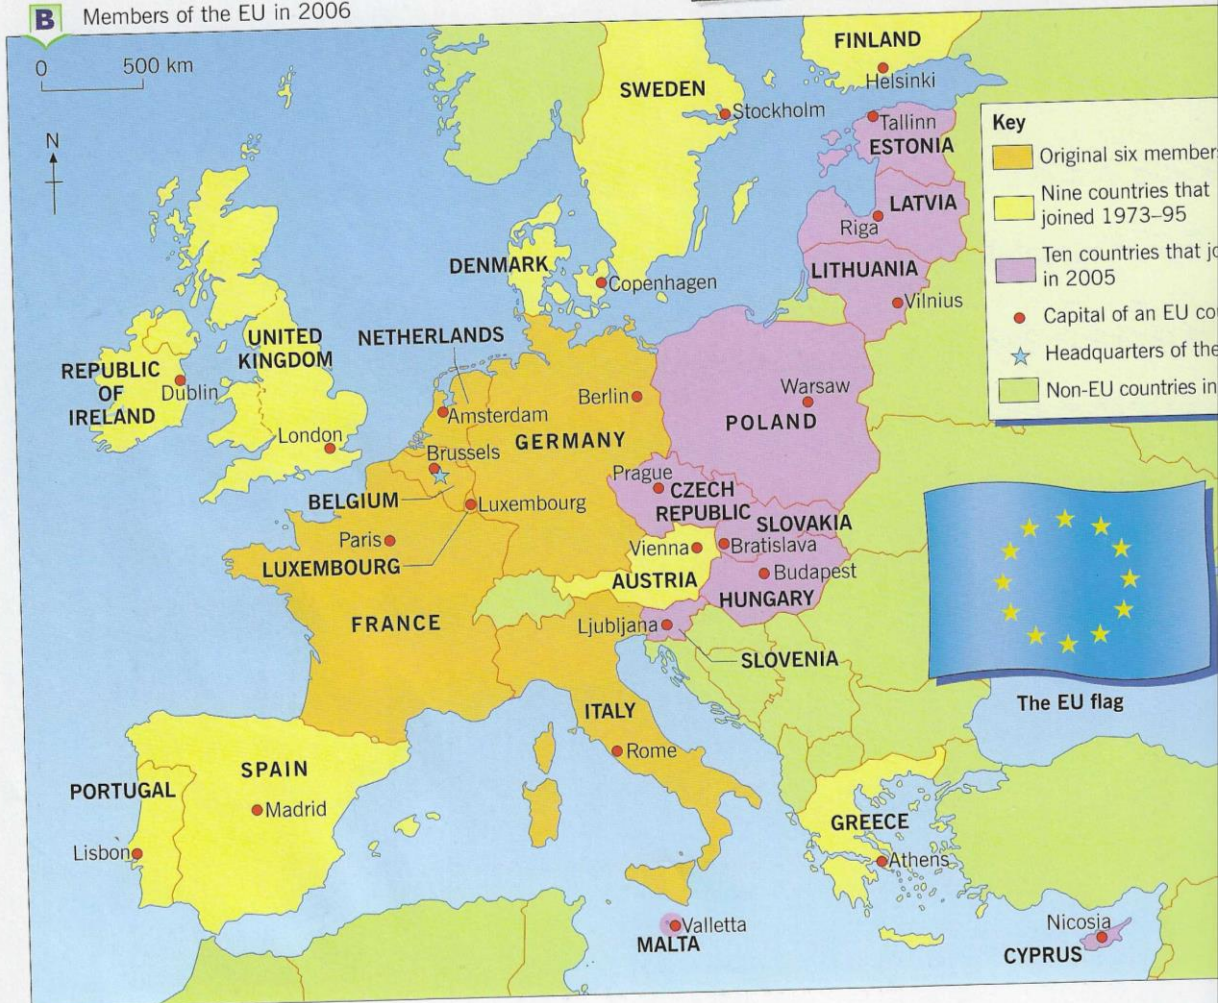 B Members of the EU in 2006
0 500 km
N
FINLAND
Helsinki
SWEDEN
Stockholm
Tallinn
ESTONIA
LATVIA
Riga
DENMARK
Copenhagen
LITHUANIA
Vilnius
NETHERLANDS
UNITED
KINGDOM
REPUBLIC
OF
IRELAND
Dublin
London
Amsterdam
Berlin
Warsaw
POLAND
GERMANY
Brussels
BELGIUM
Luxembourg
Prague
CZECH
REPUBLIC
SLOVAKIA
Paris
LUXEMBOURG
Vienna
Bratislava
AUSTRIA
Budapest
HUNGARY
FRANCE
Ljubljana
SLOVENIA
ITALY
Rome
SPAIN
PORTUGAL
Madrid
Lisbon
GREECE
Athens
Valletta
MALTA
Nicosia
CYPRUS
Key
Original six member
Nine countries that
joined 1973–95
Ten countries that jo
in 2005
Capital of an EU cou
Headquarters of the
Non-EU countries in
The EU flag